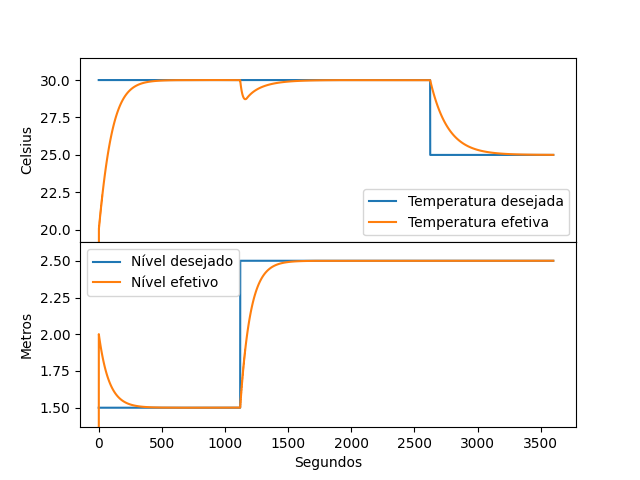 30.0
27.5
25.0
22.5
20.0
Celsius
Temperatura desejada
Temperatura efetiva
2.50
2.25
2.00
1.75
1.50
Metros
Nível desejado
Nível efetivo
0 500 1000 1500 2000 2500 3000 3500
Segundos